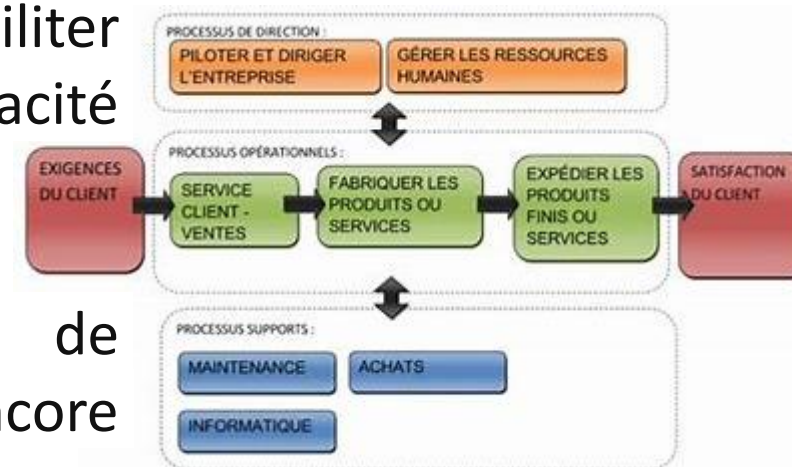 iliter
acité
de
ncore
PROCESSUS DE DIRECTION :
PILOTER ET DIRIGER
L'ENTREPRISE
GÉRER LES RESSOURCES
HUMAINES
PROCESSUS OPÉRATIONNELS :
EXIGENCES
DU CLIENT
SERVICE
CLIENT -
VENTES
FABRIQUER LES
PRODUITS OU
SERVICES
EXPÉDIER LES
PRODUITS
FINIS OU
SERVICES
SATISFACTION
DU CLIENT
PROCESSUS SUPPORTS :
MAINTENANCE
ACHATS
INFORMATIQUE